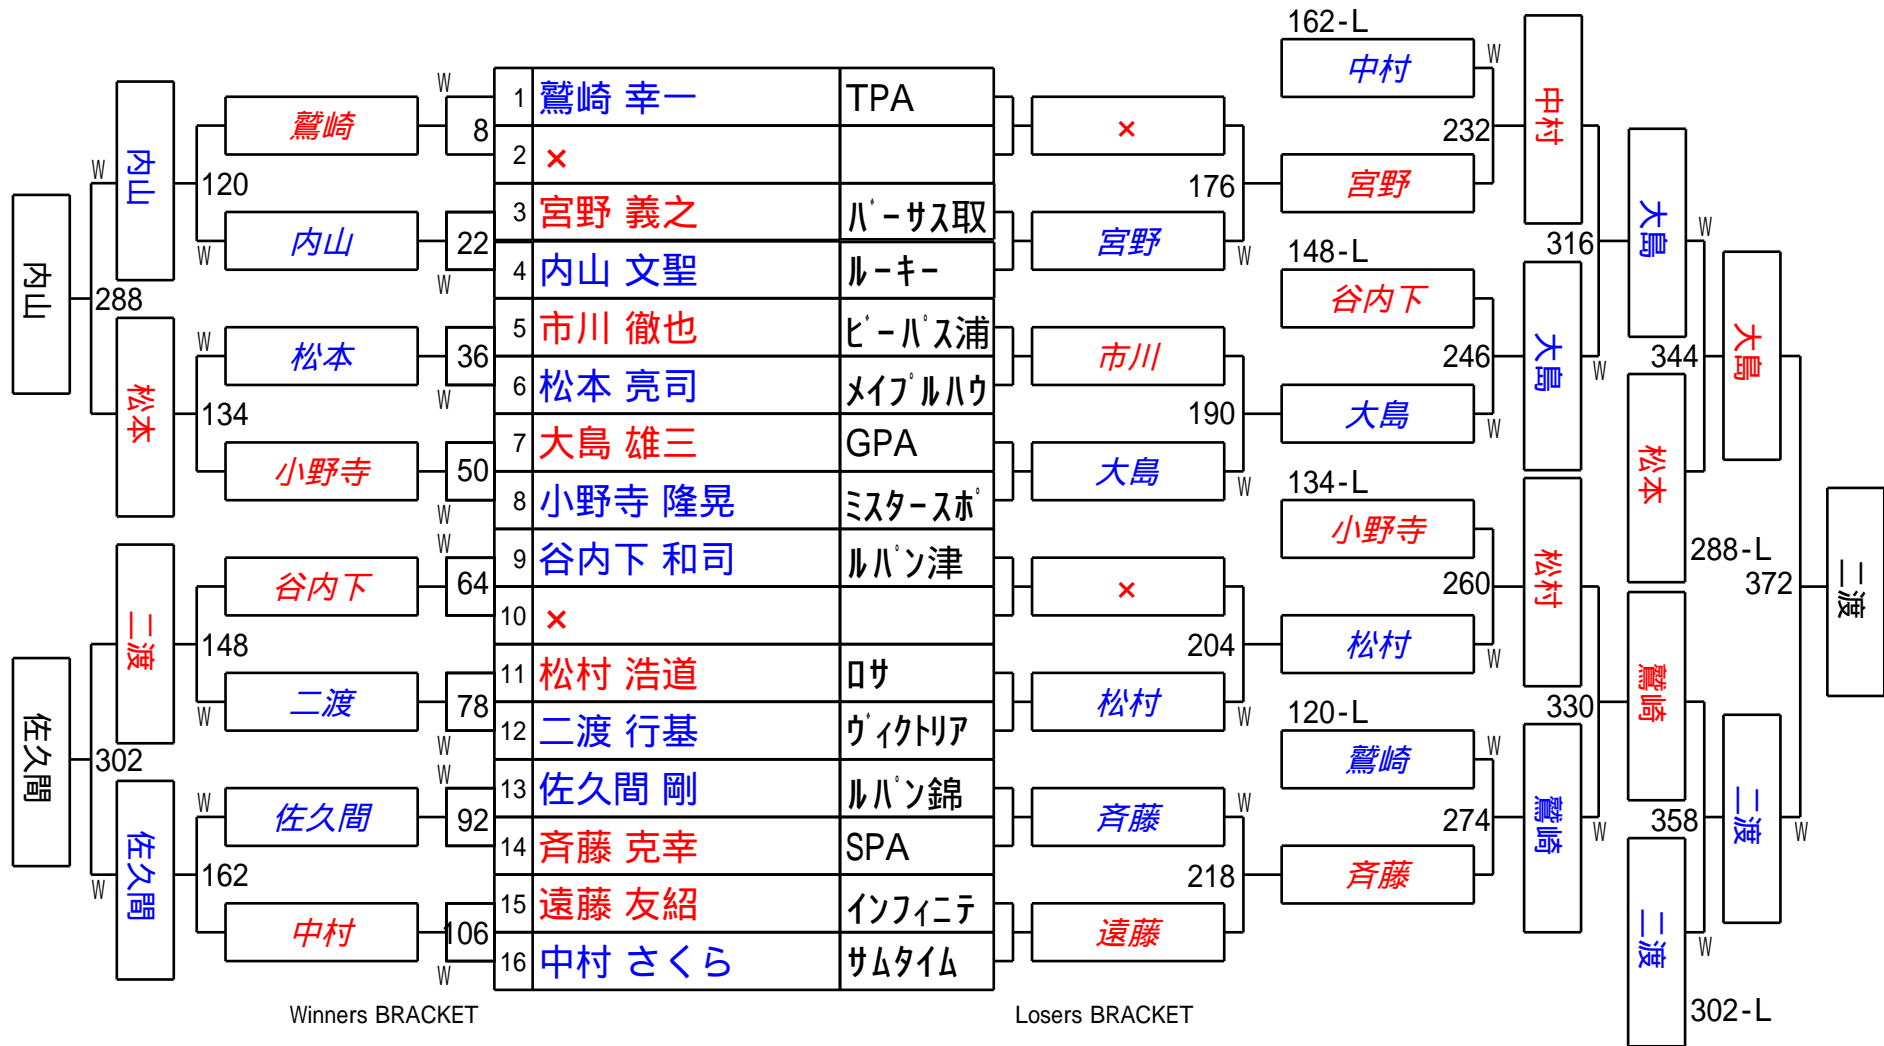 1 鷲崎 幸一 TPA
2 ×
3 宮野 義之 バーサス取
4 内山 文聖 ルーキー
5 市川 徹也 ビーパス浦
6 松本 亮司 メイプルハウ
7 大島 雄三 GPA
8 小野寺 隆晃 ミスタースポ
9 谷内下 和司 ルパン津
10 ×
11 松村 浩道 ロサ
12 二渡 行基 ヴィクトリア
13 佐久間 剛 ルパン錦
14 斉藤 克幸 SPA
15 遠藤 友紹 インフィニテ
16 中村 さくら サムタイム
W
8
W
22
36
W
50
W
W
64
78
W
W
92
106
W
鷲崎
内山
松本
小野寺
谷内下
二渡
佐久間
中村
120
W
W
134
148
W
W
162
内山
松本
二渡
佐久間
W
288
302
W
内山
佐久間
Winners BRACKET
×
宮野
市川
大島
×
松村
斉藤
遠藤
176
W
190
W
204
W
W
218
162-L
中村
宮野
148-L
谷内下
大島
134-L
小野寺
松村
120-L
鷲崎
斉藤
W
232
246
W
260
W
W
274
中村
大島
松村
鷲崎
316
W
330
W
大島
松本
288-L
鷲崎
二渡
302-L
W
344
358
W
大島
二渡
372
W
二渡
Losers BRACKET